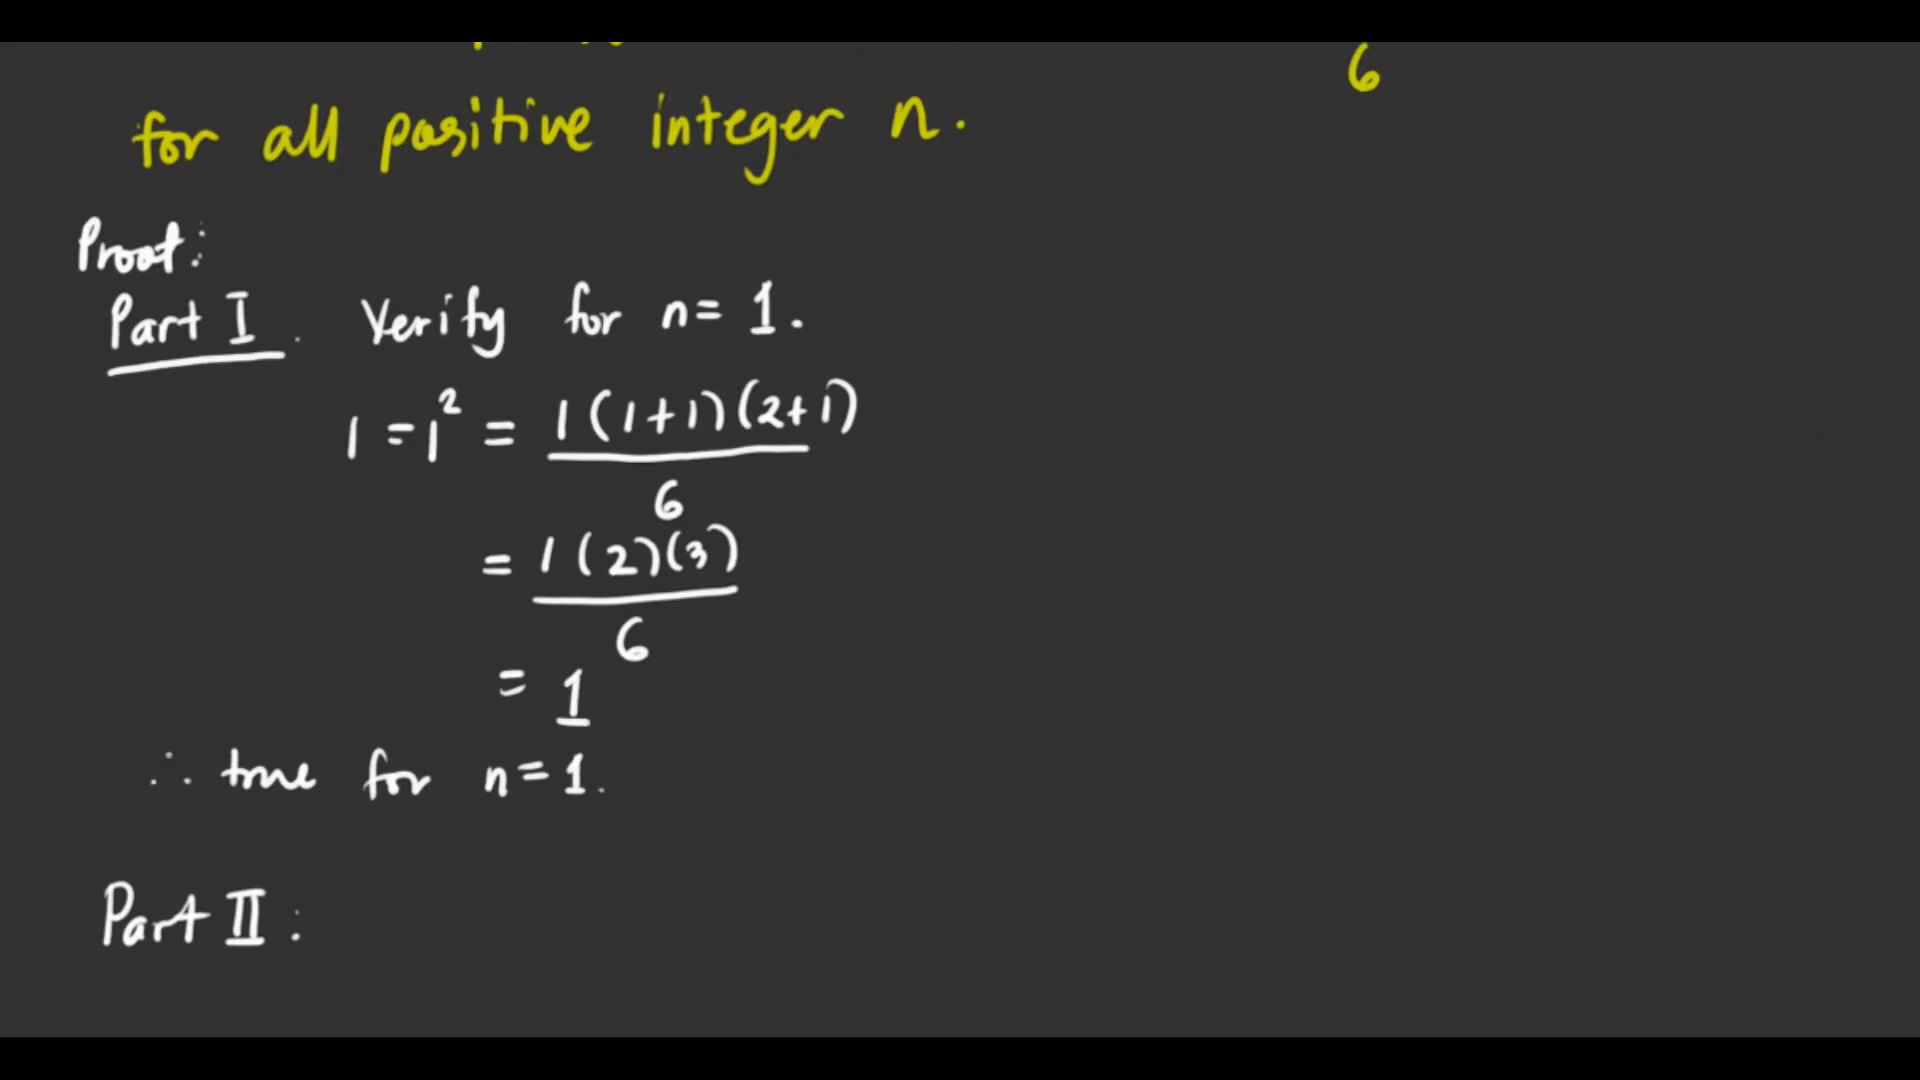 6
for all positive integer n.
Proof:
Part I. Verify for n = 1.
1 = 1² = 1(1+1)(2+1)
6
= 1(2)(3)
6
= 1
∴ true for n = 1.
Part II: